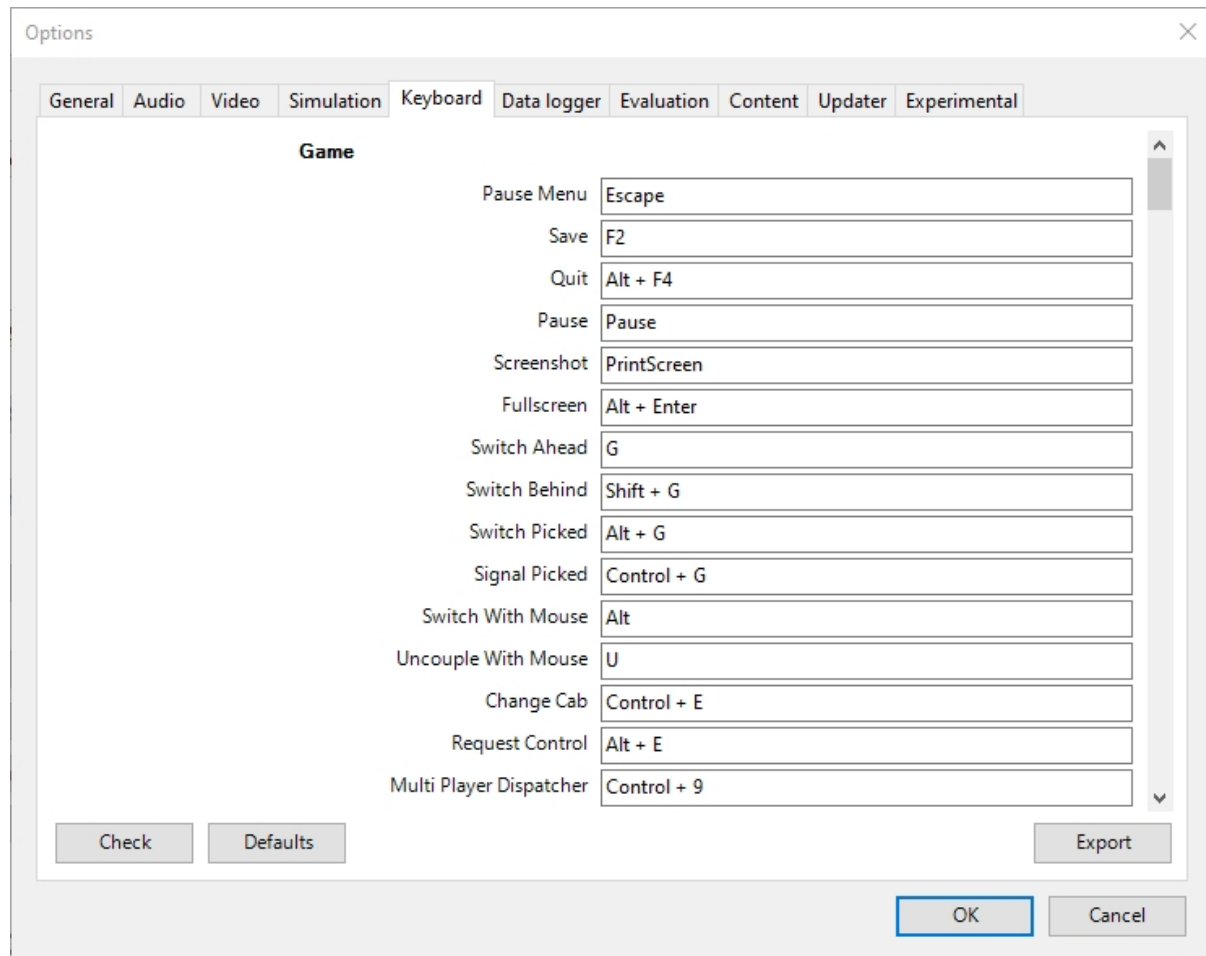 Options
General Audio Video Simulation Keyboard Data logger Evaluation Content Updater Experimental
Game
Pause Menu Escape
Save F2
Quit Alt + F4
Pause Pause
Screenshot PrintScreen
Fullscreen Alt + Enter
Switch Ahead G
Switch Behind Shift + G
Switch Picked Alt + G
Signal Picked Control + G
Switch With Mouse Alt
Uncouple With Mouse U
Change Cab Control + E
Request Control Alt + E
Multi Player Dispatcher Control + 9
Check Defaults Export
OK Cancel